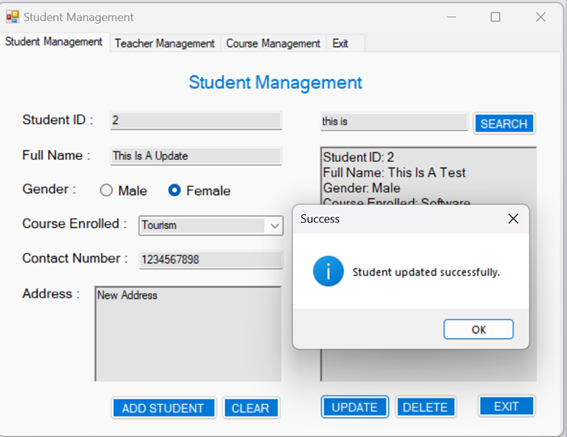 Student Management
Student Management Teacher Management Course Management Exit
Student Management
Student ID : 2
this is SEARCH
Full Name : This Is A Update
Student ID: 2
Full Name: This Is A Test
Gender: Male
Course Enrolled: Software
Gender : Male Female
Course Enrolled : Tourism
Contact Number : 1234567898
Address : New Address
Success
Student updated successfully.
OK
ADD STUDENT CLEAR UPDATE DELETE EXIT